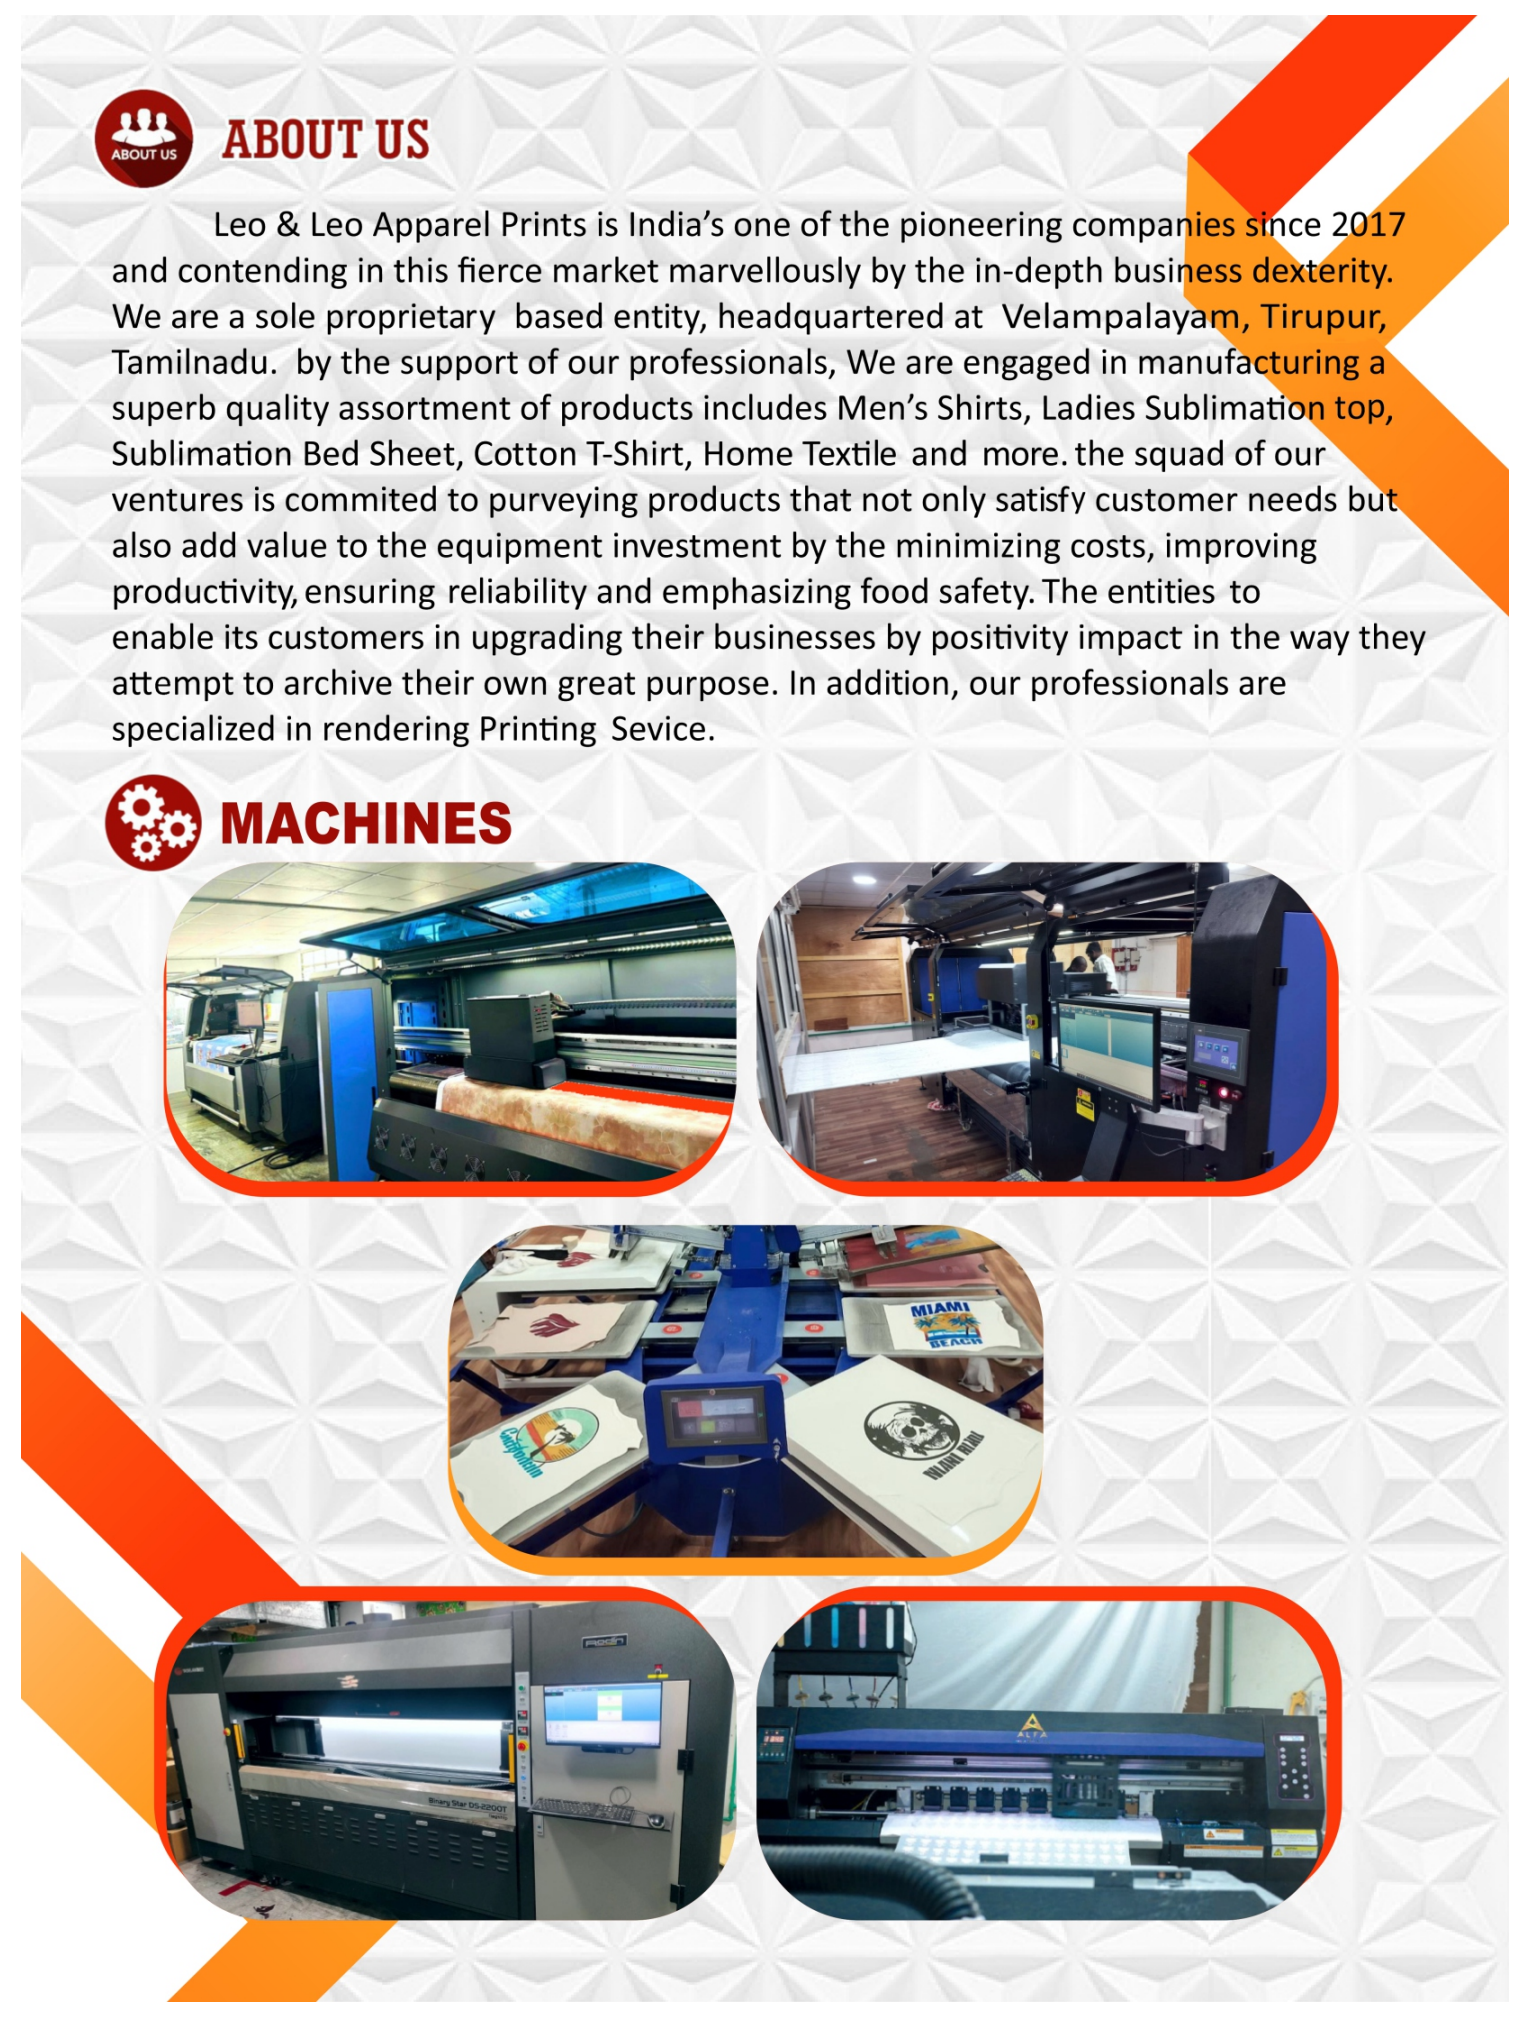 ABOUT US
ABOUT US
Leo & Leo Apparel Prints is India’s one of the pioneering companies since 2017
and contending in this fierce market marvellously by the in-depth business dexterity.
We are a sole proprietary based entity, headquartered at Velampalayam, Tirupur,
Tamilnadu. by the support of our professionals, We are engaged in manufacturing a
superb quality assortment of products includes Men’s Shirts, Ladies Sublimation top,
Sublimation Bed Sheet, Cotton T-Shirt, Home Textile and more. the squad of our
ventures is commited to purveying products that not only satisfy customer needs but
also add value to the equipment investment by the minimizing costs, improving
productivity, ensuring reliability and emphasizing food safety. The entities to
enable its customers in upgrading their businesses by positivity impact in the way they
attempt to archive their own great purpose. In addition, our professionals are
specialized in rendering Printing Sevice.
MACHINES
MIAMI
BEACH
California
Binary Star DS-2200T
ALFA